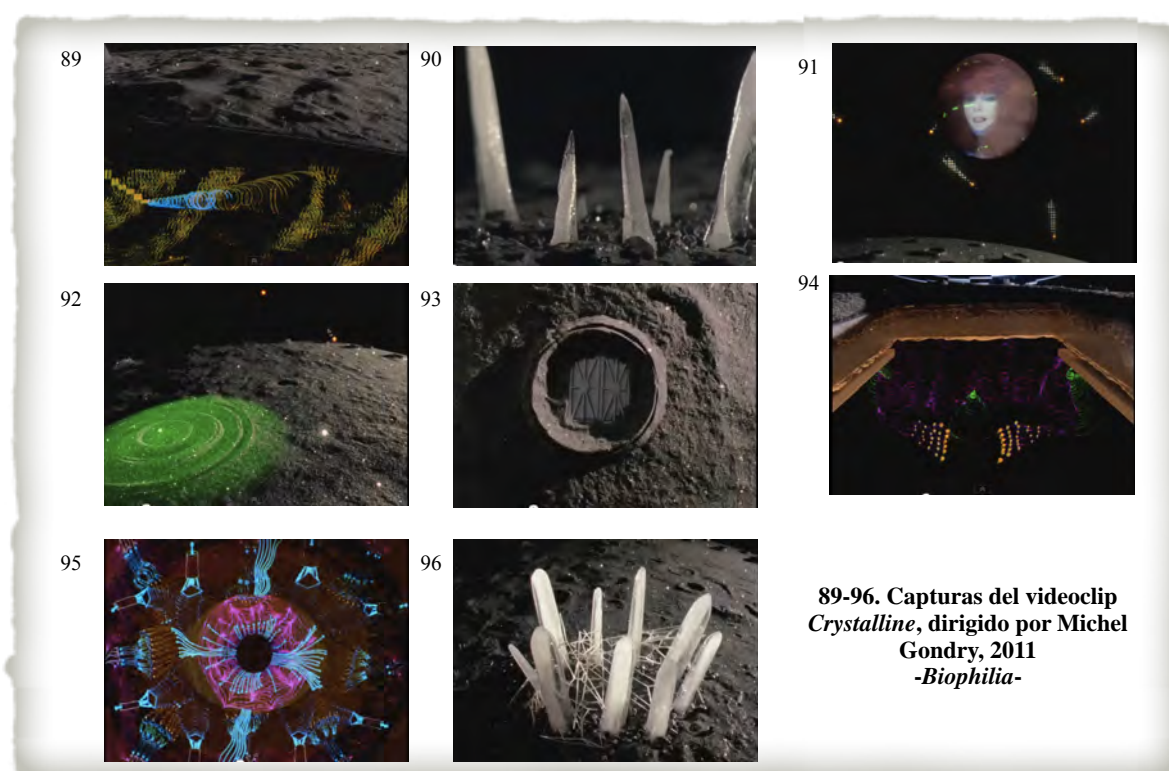 89
90
91
92
93
94
95
96
89-96. Capturas del videoclip
Crystalline, dirigido por Michel
Gondry, 2011
-Biophilia-